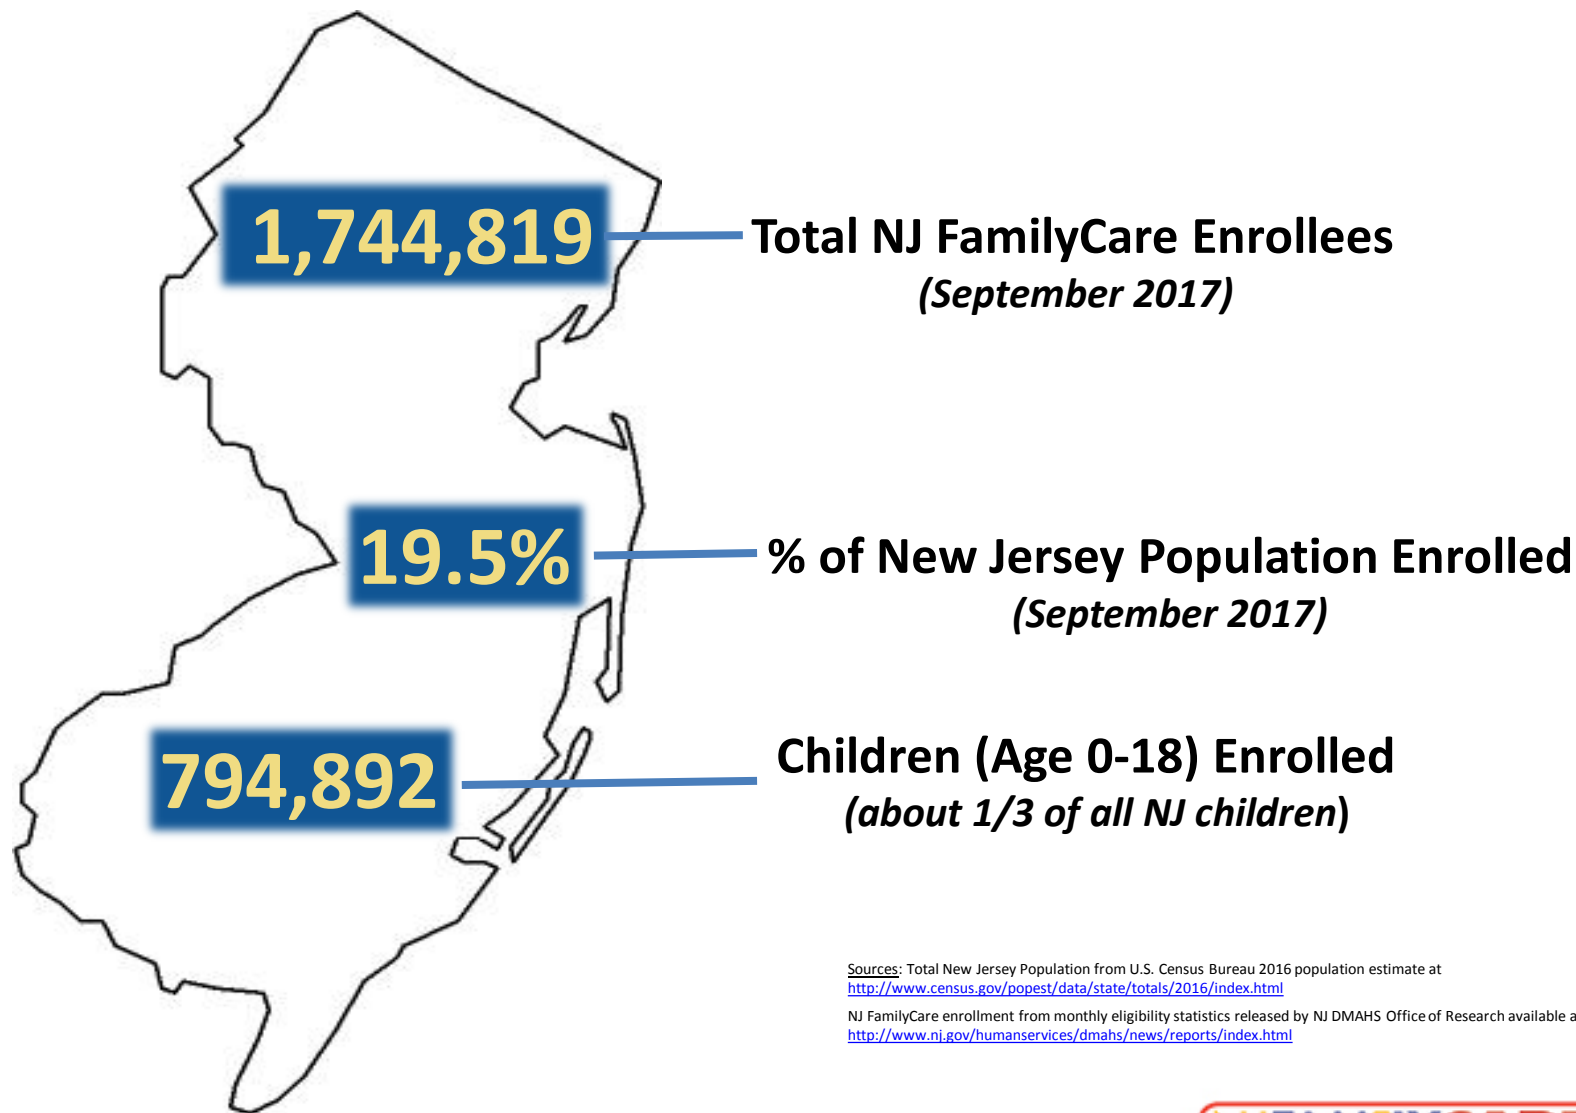 1,744,819
Total NJ FamilyCare Enrollees
(September 2017)
19.5%
% of New Jersey Population Enrolled
(September 2017)
794,892
Children (Age 0-18) Enrolled
(about 1/3 of all NJ children)
Sources: Total New Jersey Population from U.S. Census Bureau 2016 population estimate at
http://www.census.gov/popest/data/state/totals/2016/index.html
NJ FamilyCare enrollment from monthly eligibility statistics released by NJ DMAHS Office of Research available a
http://www.nj.gov/humanservices/dmahs/news/reports/index.html